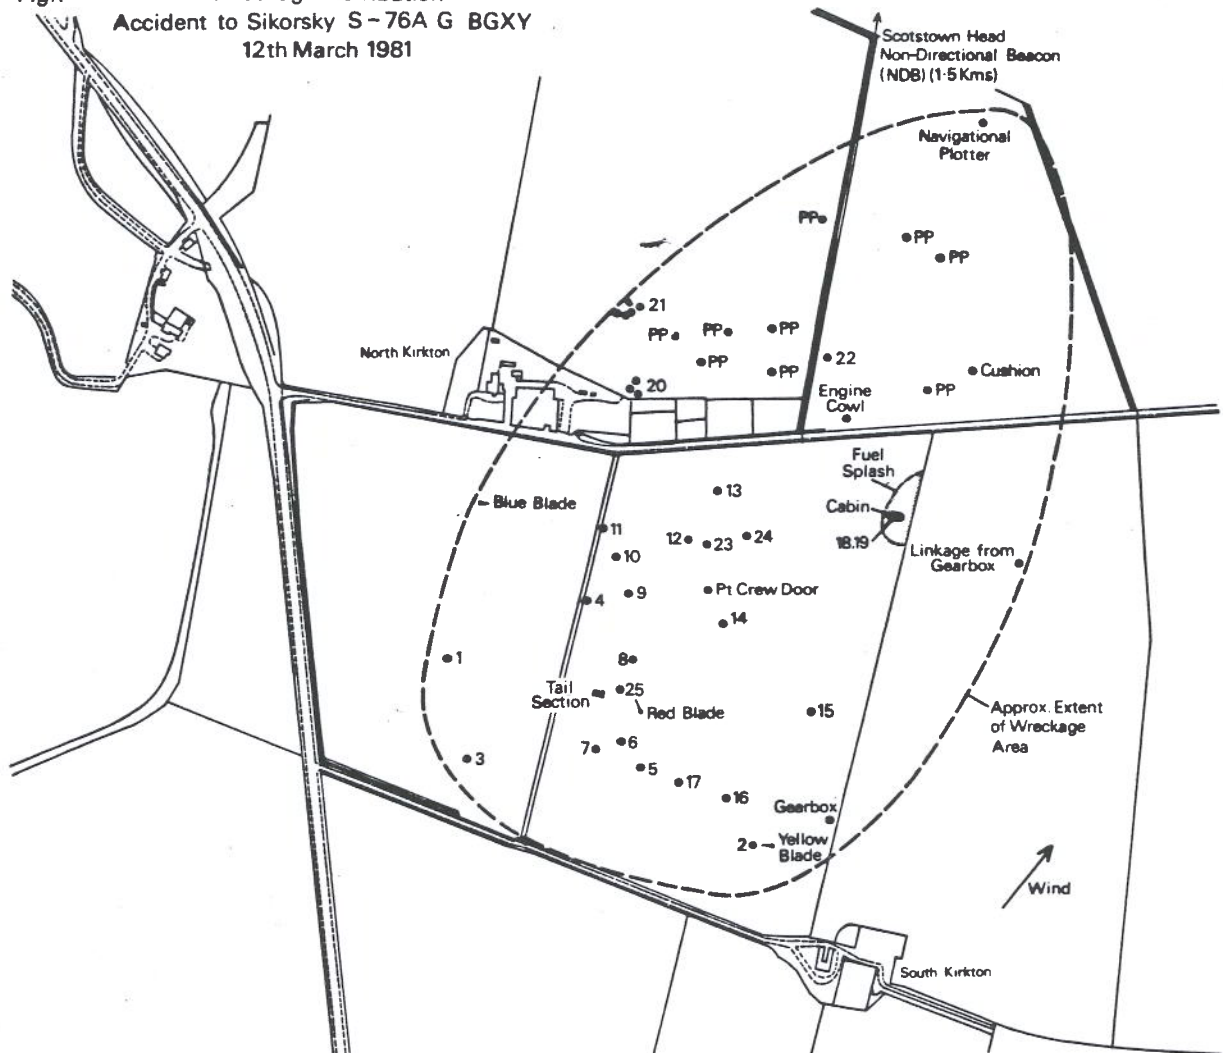 Accident to Sikorsky S-76A G BGXY
12th March 1981
Scotstown Head
Non-Directional Beacon
(NDB) (1·5 Kms)
Navigational
Plotter
PP
PP
PP
21
PP
PP
PP
North Kirkton
PP
PP
22
Cushion
20
Engine
Cowl
PP
Fuel
Splash
13
Blue Blade
Cabin
11
12
23
24
18.19
10
Linkage from
Gearbox
4
9
Pt Crew Door
14
1
8
Tail
Section
25
Red Blade
15
Approx. Extent
of Wreckage
Area
7
6
3
5
17
16
Gearbox
2
Yellow
Blade
Wind
South Kirkton